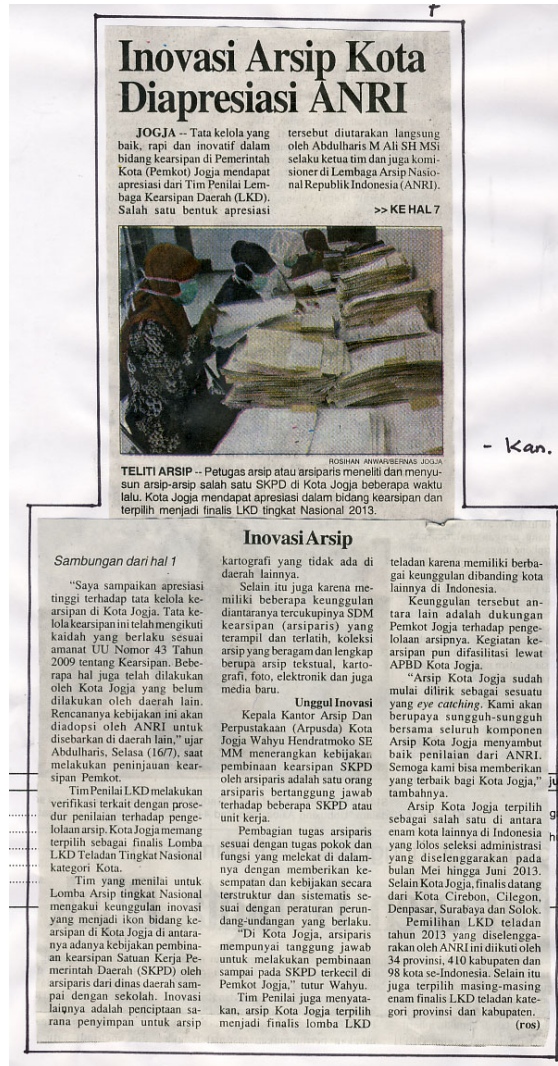 Inovasi Arsip Kota
Diapresiasi ANRI
JOGJA -- Tata kelola yang
baik, rapi dan inovatif dalam
bidang kearsipan di Pemerintah
Kota (Pemkot) Jogja mendapat
apresiasi dari Tim Penilai Lem-
baga Kearsipan Daerah (LKD).
Salah satu bentuk apresiasi
tersebut diutarakan langsung
oleh Abdulharis M Ali SH MSi
selaku ketua tim dan juga komi-
sioner di Lembaga Arsip Nasio-
nal Republik Indonesia (ANRI).
>> KE HAL 7
ROSIHAN ANWAR/BERNAS JOGJA
TELITI ARSIP -- Petugas arsip atau arsiparis meneliti dan menyu-
sun arsip-arsip salah satu SKPD di Kota Jogja beberapa waktu
lalu. Kota Jogja mendapat apresiasi dalam bidang kearsipan dan
terpilih menjadi finalis LKD tingkat Nasional 2013.
- Kan.
Inovasi Arsip
Sambungan dari hal 1
"Saya sampaikan apresiasi
tinggi terhadap tata kelola ke-
arsipan di Kota Jogja. Tata ke-
lola kearsipan ini telah mengikuti
kaidah yang berlaku sesuai
amanat UU Nomor 43 Tahun
2009 tentang Kearsipan. Bebe-
rapa hal juga telah dilakukan
oleh Kota Jogja yang belum
dilakukan oleh daerah lain.
Rencananya kebijakan ini akan
diadopsi oleh ANRI untuk
disebarkan di daerah lain," ujar
Abdulharis, Selasa (16/7), saat
melakukan peninjauan kear-
sipan Pemkot.
Tim Penilai LKD melakukan
verifikasi terkait dengan prose-
dur penilaian terhadap penge-
lolaan arsip. Kota Jogja memang
terpilih sebagai finalis Lomba
LKD Teladan Tingkat Nasional
kategori Kota.
Tim yang menilai untuk
Lomba Arsip tingkat Nasional
mengakui keunggulan inovasi
yang menjadi ikon bidang ke-
arsipan di Kota Jogja di antara-
nya adanya kebijakan pembina-
an kearsipan Satuan Kerja Pe-
merintah Daerah (SKPD) oleh
arsiparis dari dinas daerah sam-
pai dengan sekolah. Inovasi
lainnya adalah penciptaan sa-
rana penyimpan untuk arsip
kartografi yang tidak ada di
daerah lainnya.
Selain itu juga karena me-
miliki beberapa keunggulan
diantaranya tercukupinya SDM
kearsipan (arsiparis) yang
terampil dan terlatih, koleksi
arsip yang beragam dan lengkap
berupa arsip tekstual, karto-
grafi, foto, elektronik dan juga
media baru.
Unggul Inovasi
Kepala Kantor Arsip Dan
Perpustakaan (Arpusda) Kota
Jogja Wahyu Hendratmoko SE
MM menerangkan kebijakan
pembinaan kearsipan SKPD
oleh arsiparis adalah satu orang
arsiparis bertanggung jawab
terhadap beberapa SKPD atau
unit kerja.
Pembagian tugas arsiparis
sesuai dengan tugas pokok dan
fungsi yang melekat di dalam-
nya dengan memberikan ke-
sempatan dan kebijakan secara
terstruktur dan sistematis se-
suai dengan peraturan perun-
dang-undangan yang berlaku.
"Di Kota Jogja, arsiparis
mempunyai tanggung jawab
untuk melakukan pembinaan
sampai pada SKPD terkecil di
Pemkot Jogja," tutur Wahyu.
Tim Penilai juga menyata-
kan, arsip Kota Jogja terpilih
menjadi finalis lomba LKD
teladan karena memiliki berba-
gai keunggulan dibanding kota
lainnya di Indonesia.
Keunggulan tersebut an-
tara lain adalah dukungan
Pemkot Jogja terhadap penge-
lolaan arsipnya. Kegiatan ke-
arsipan pun difasilitasi lewat
APBD Kota Jogja.
"Arsip Kota Jogja sudah
mulai dilirik sebagai sesuatu
yang eye catching. Kami akan
berupaya sungguh-sungguh
bersama seluruh komponen
Arsip Kota Jogja menyambut
baik penilaian dari ANRI.
Semoga kami bisa memberikan
yang terbaik bagi Kota Jogja,"
tambahnya.
Arsip Kota Jogja terpilih
sebagai salah satu di antara
enam kota lainnya di Indonesia
yang lolos seleksi administrasi
yang diselenggarakan pada
bulan Mei hingga Juni 2013.
Selain Kota Jogja, finalis datang
dari Kota Cirebon, Cilegon,
Denpasar, Surabaya dan Solok.
Pemilihan LKD teladan
tahun 2013 yang diselengga-
rakan oleh ANRI ini diikuti oleh
34 provinsi, 410 kabupaten dan
98 kota se-Indonesia. Selain itu
juga terpilih masing-masing
enam finalis LKD teladan kate-
gori provinsi dan kabupaten.
(ros)